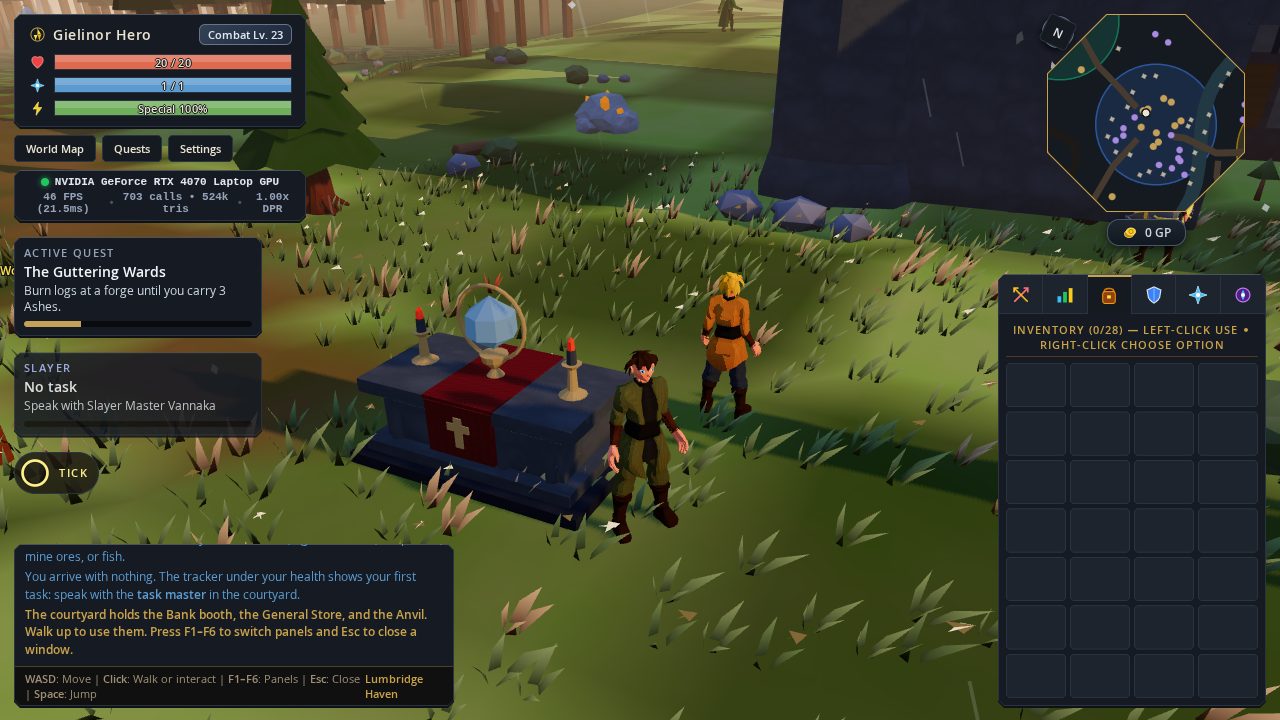 Gielinor Hero
Combat Lv. 23
20 / 20
1 / 1
Special 100%
World Map
Quests
Settings
NVIDIA GeForce RTX 4070 Laptop GPU
46 FPS (21.5ms) • 703 calls • 524k tris • 1.00x DPR
ACTIVE QUEST
The Guttering Wards
Burn logs at a forge until you carry 3
Ashes.
SLAYER
No task
Speak with Slayer Master Vannaka
TICK
mine ores, or fish.
You arrive with nothing. The tracker under your health shows your first
task: speak with the task master in the courtyard.
The courtyard holds the Bank booth, the General Store, and the Anvil.
Walk up to use them. Press F1–F6 to switch panels and Esc to close a
window.
WASD: Move | Click: Walk or interact | F1–F6: Panels | Esc: Close
| Space: Jump
Lumbridge
Haven
N
0 GP
INVENTORY (0/28) — LEFT-CLICK USE •
RIGHT-CLICK CHOOSE OPTION